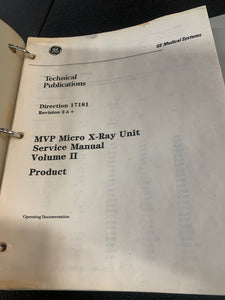 GE
GE Medical Systems
Technical
Publications
Direction 17181
Revision 2 A +
MVP Micro X-Ray Unit
Service Manual
Volume II
Product
Operating Documentation